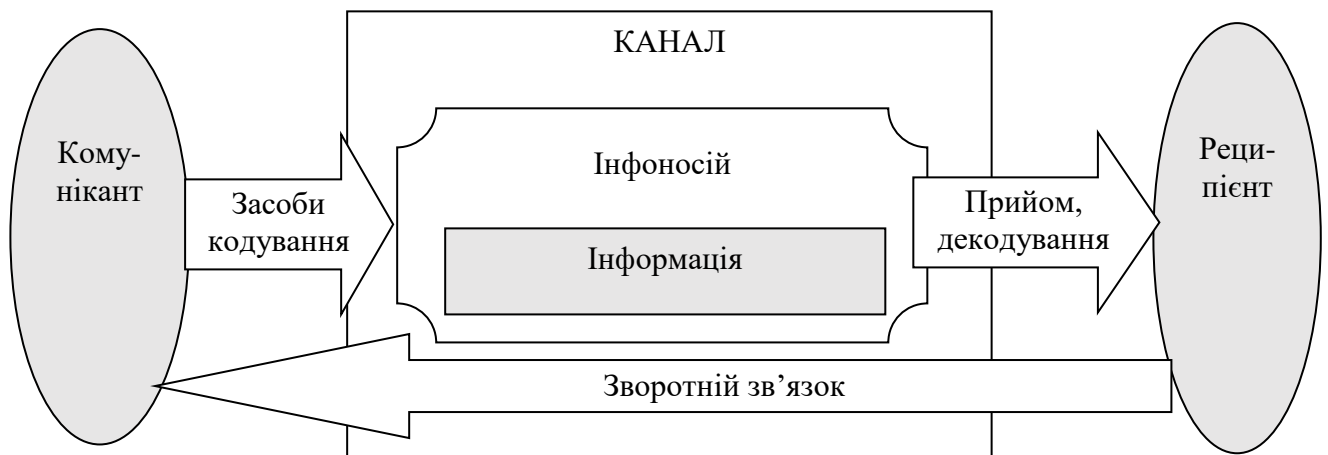 КАНАЛ
Кому-
нікант
Засоби
кодування
Інфоносій
Інформація
Прийом,
декодування
Реци-
пієнт
Зворотній зв’язок